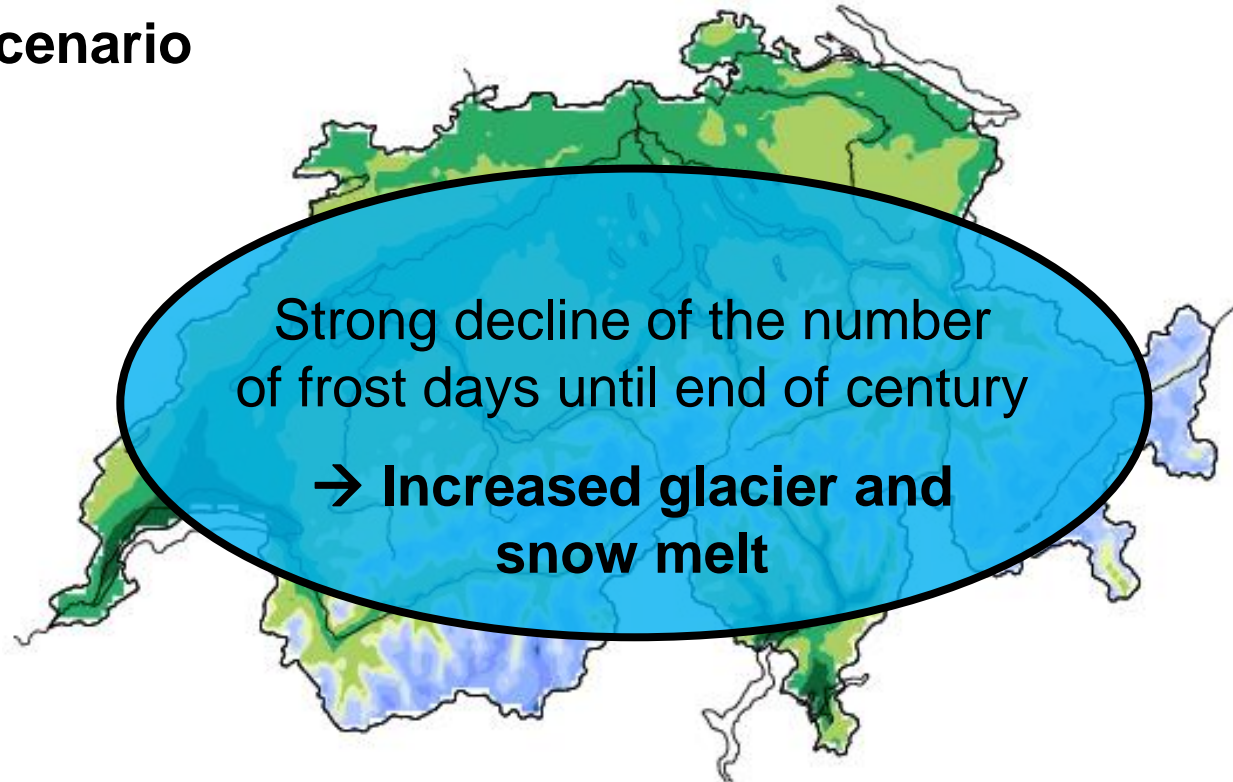 cenario
Strong decline of the number
of frost days until end of century
→ Increased glacier and
snow melt